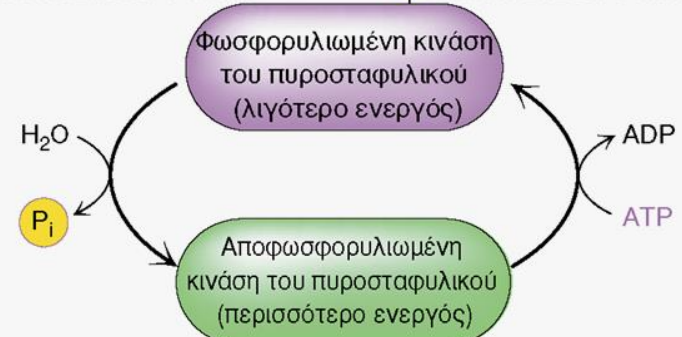 Φωσφορυλιωμένη κινάση
του πυροσταφυλικού
(λιγότερο ενεργός)
H₂O
ADP
Pᵢ
ATP
Αποφωσφορυλιωμένη
κινάση του πυροσταφυλικού
(περισσότερο ενεργός)